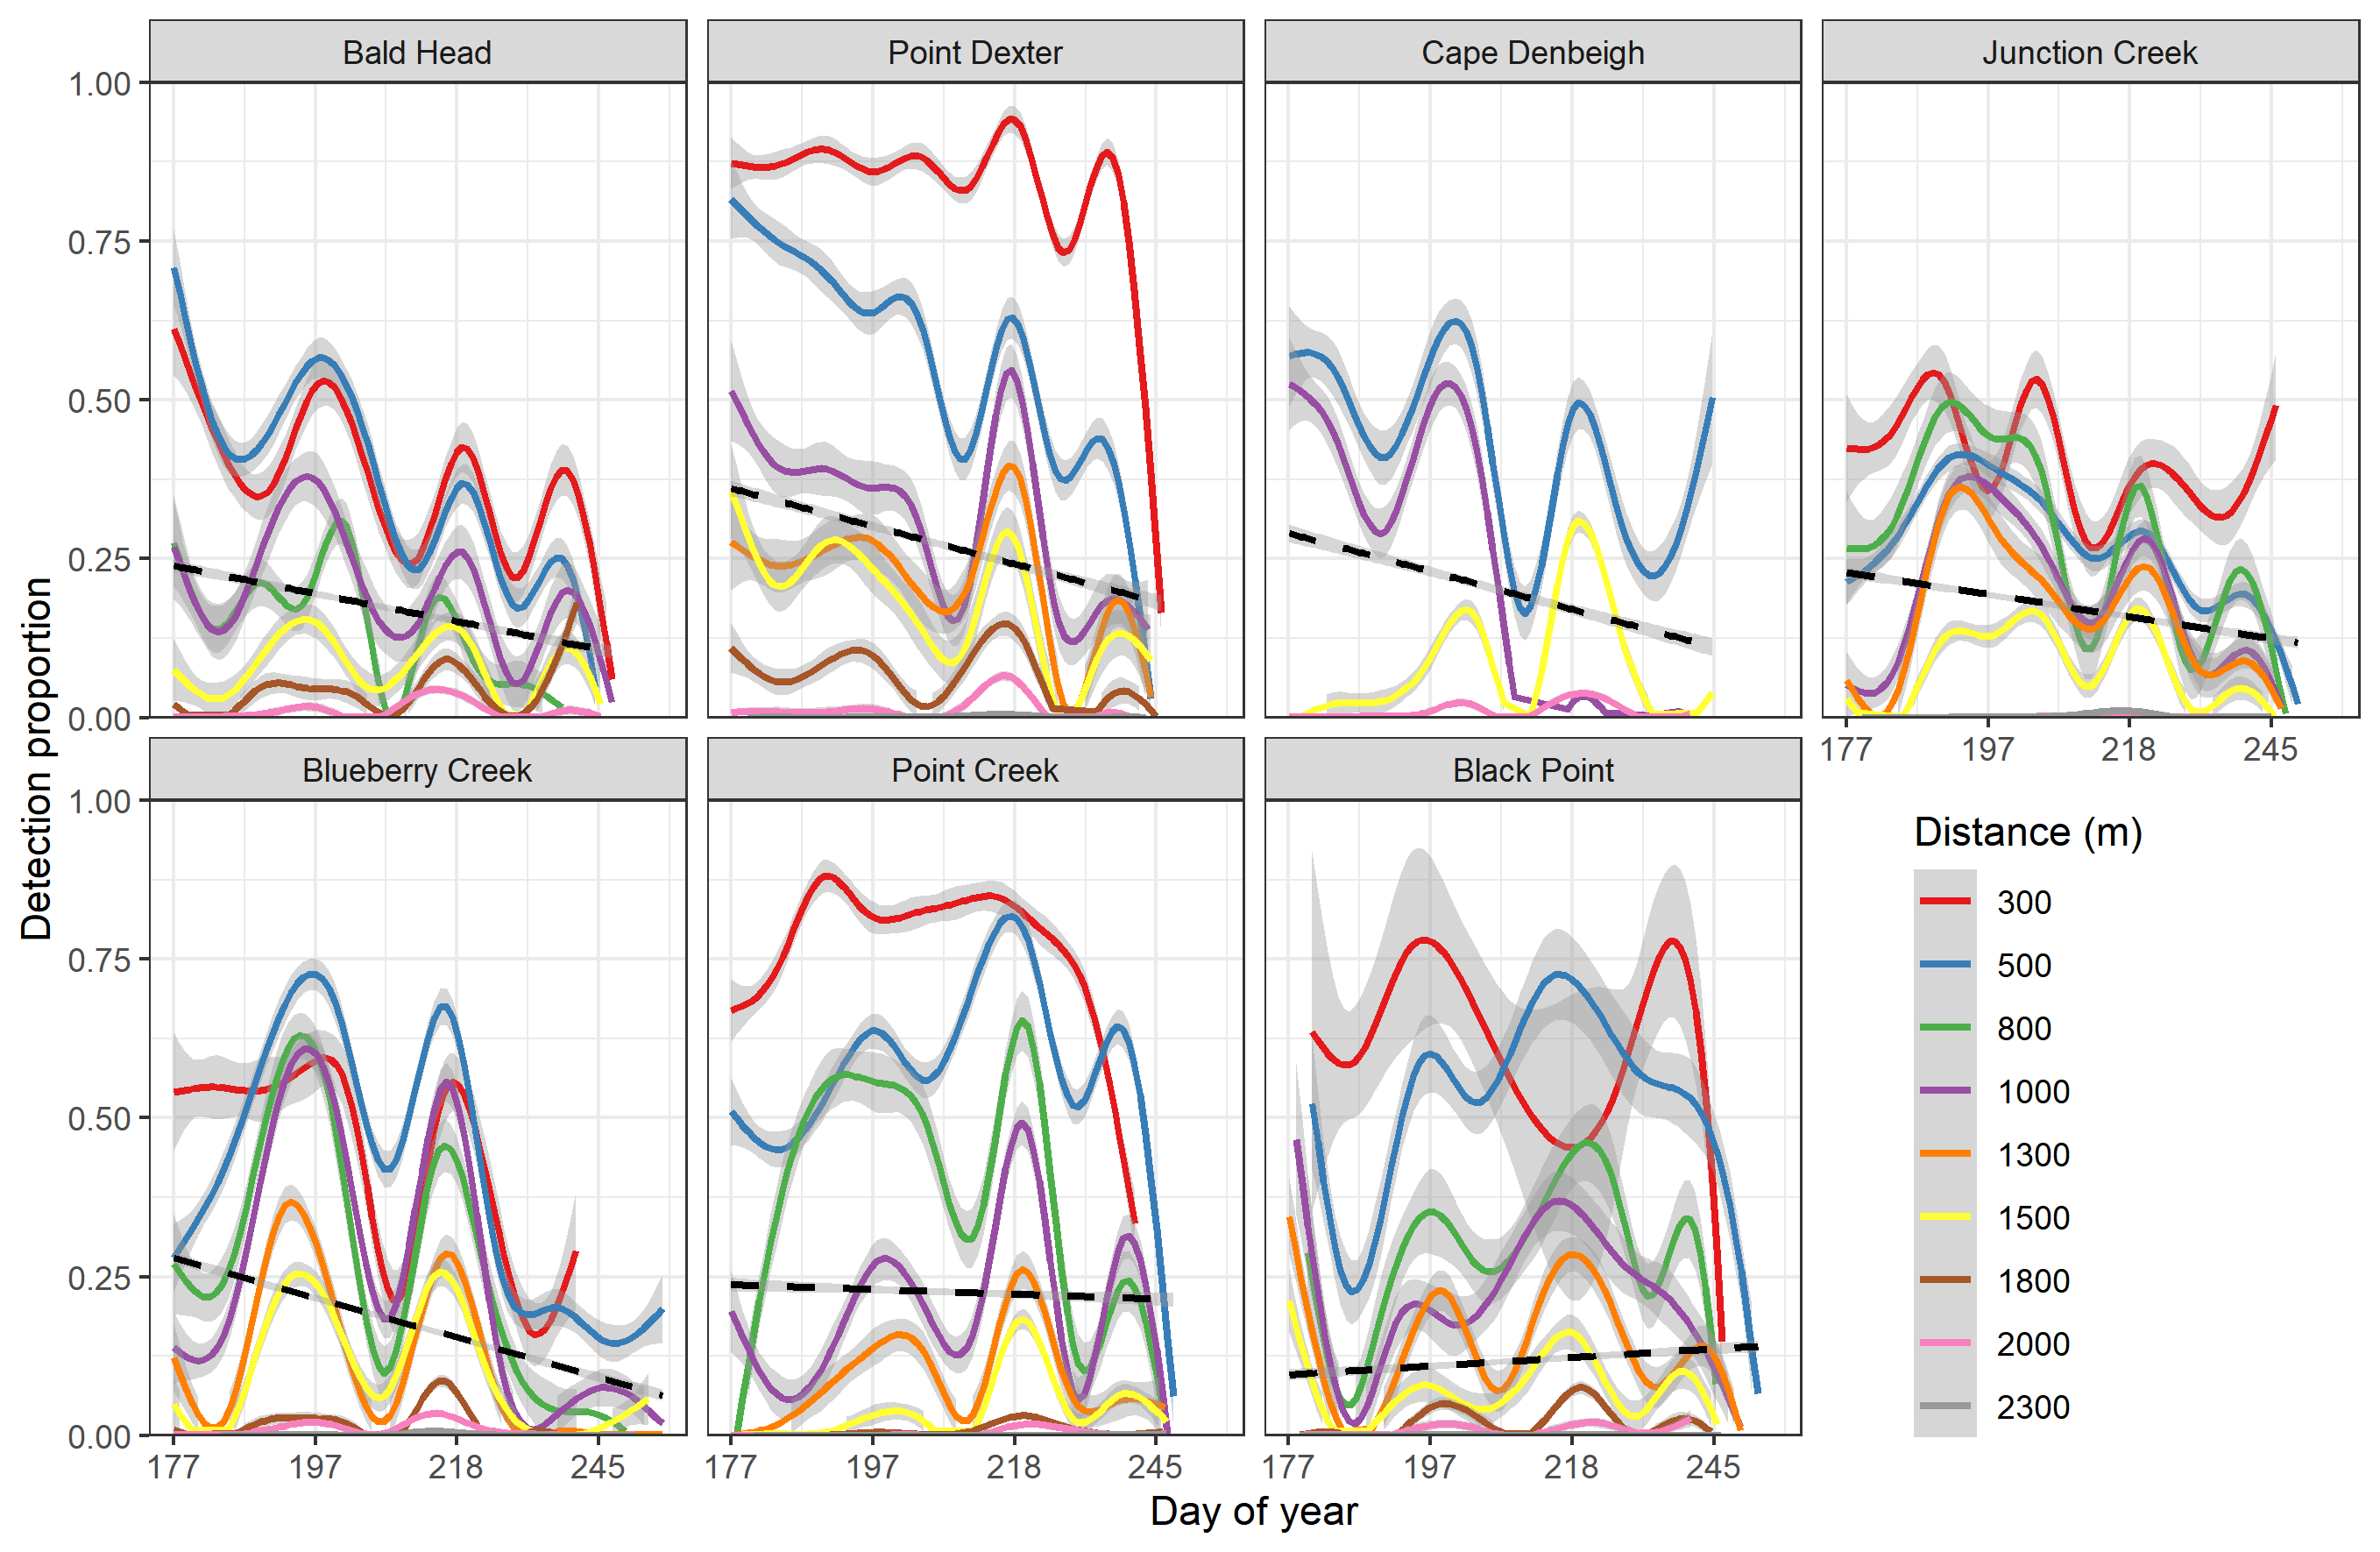 Bald Head
Point Dexter
Cape Denbeigh
Junction Creek
1.00
0.75
0.50
0.25
0.00
177 197 218 245
Blueberry Creek
Point Creek
Black Point
1.00
0.75
0.50
0.25
0.00
177 197 218 245
177 197 218 245
177 197 218 245
Detection proportion
Day of year
Distance (m)
300
500
800
1000
1300
1500
1800
2000
2300